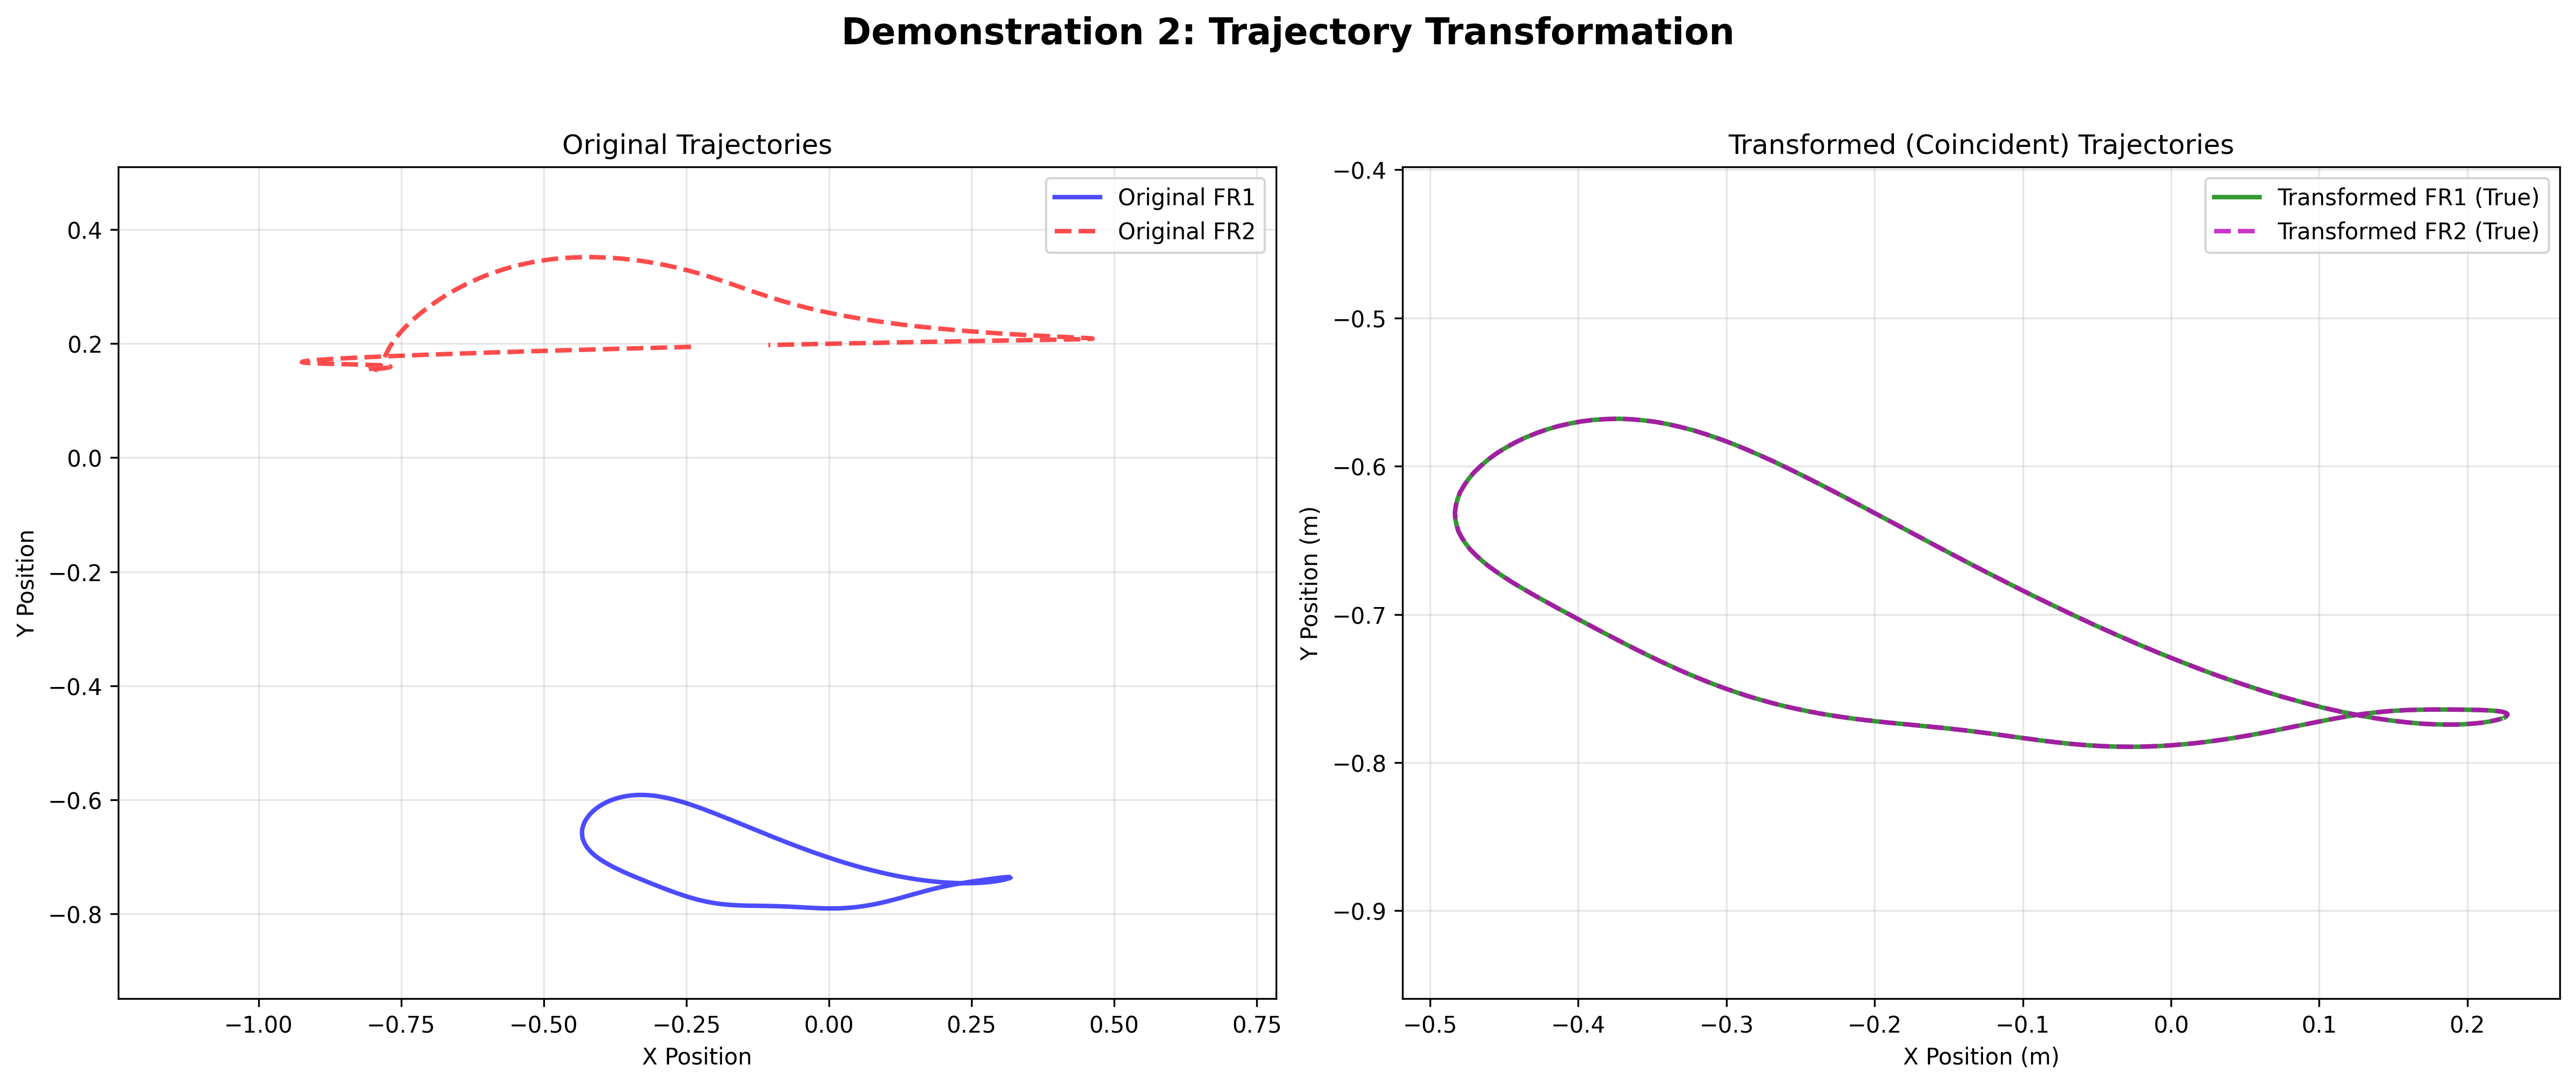 Demonstration 2: Trajectory Transformation
Original Trajectories
Original FR1
Original FR2
0.4
0.2
0.0
−0.2
−0.4
−0.6
−0.8
Y Position
−1.00 −0.75 −0.50 −0.25 0.00 0.25 0.50 0.75
X Position
Transformed (Coincident) Trajectories
Transformed FR1 (True)
Transformed FR2 (True)
−0.4
−0.5
−0.6
−0.7
−0.8
−0.9
Y Position (m)
−0.5 −0.4 −0.3 −0.2 −0.1 0.0 0.1 0.2
X Position (m)